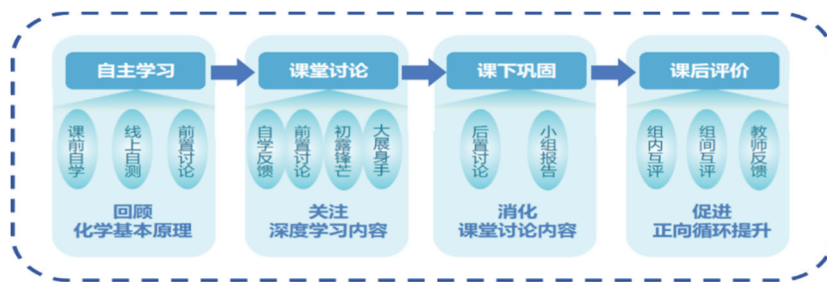 自主学习
课堂讨论
课下巩固
课后评价
课前自学
线上自测
前置讨论
自学反馈
前置讨论
初露锋芒
大展身手
后置讨论
小组报告
组内互评
组间互评
教师反馈
回顾
化学基本原理
关注
深度学习内容
消化
课堂讨论内容
促进
正向循环提升